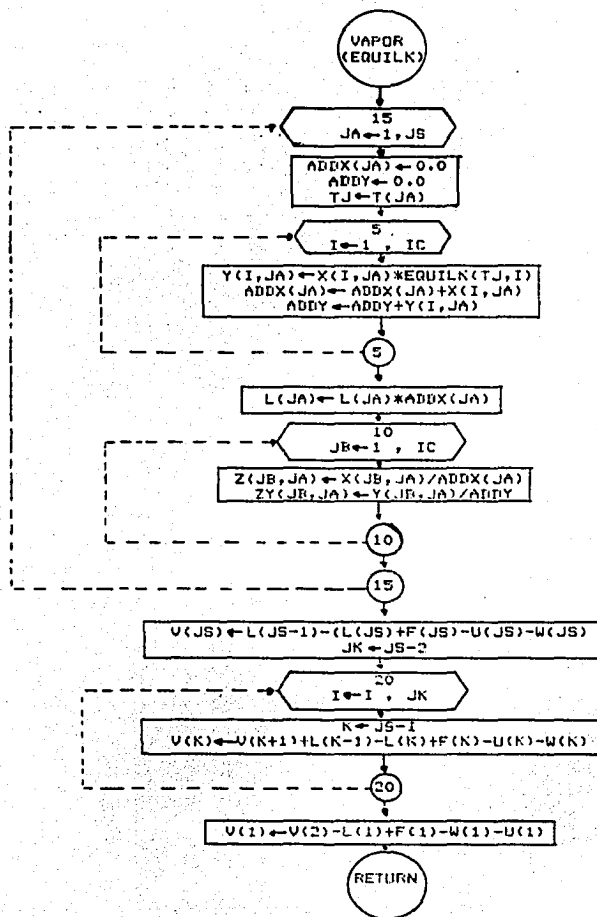 VAPOR
(EQUILK)
15
JA←1,JS
ADDX(JA)←0.0
ADDY←0.0
TJ←T(JA)
5
I←1 , IC
Y(I,JA)←X(I,JA)*EQUILK(TJ,I)
ADDX(JA)←ADDX(JA)+X(I,JA)
ADDY←ADDY+Y(I,JA)
5
L(JA)←L(JA)*ADDX(JA)
10
JB←1 , IC
Z(JB,JA)←X(JB,JA)/ADDX(JA)
ZY(JB,JA)←Y(JB,JA)/ADDY
10
15
V(JS)←L(JS-1)-(L(JS)+F(JS)-U(JS)-W(JS)
JK←JS-2
20
I←I , JK
K←JS-I
V(K)←V(K+1)+L(K-1)-L(K)+F(K)-U(K)-W(K)
20
V(1)←V(2)-L(1)+F(1)-W(1)-U(1)
RETURN